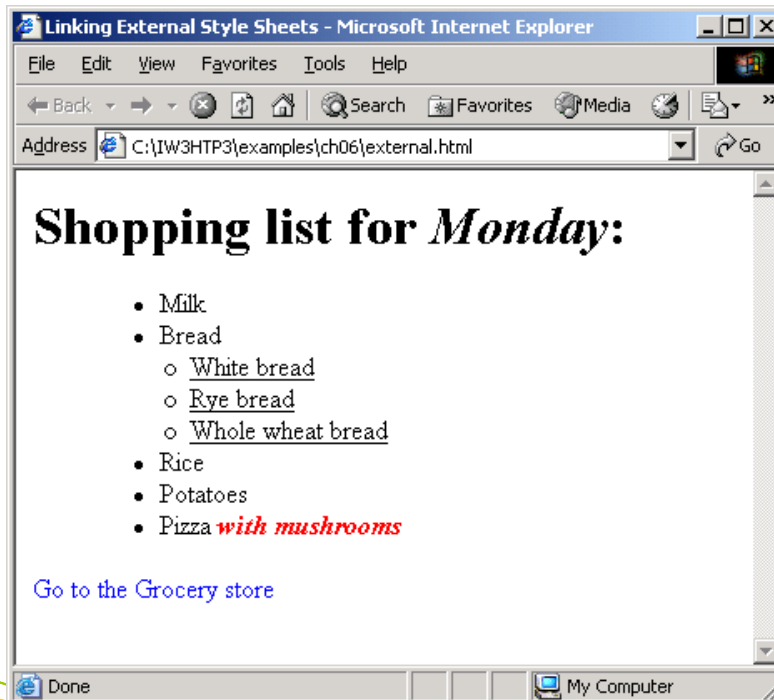 Linking External Style Sheets - Microsoft Internet Explorer
File Edit View Favorites Tools Help
Back Search Favorites Media »
Address C:\IW3HTP3\examples\ch06\external.html Go
Shopping list for Monday:
Milk
Bread
White bread
Rye bread
Whole wheat bread
Rice
Potatoes
Pizza with mushrooms
Go to the Grocery store
Done My Computer